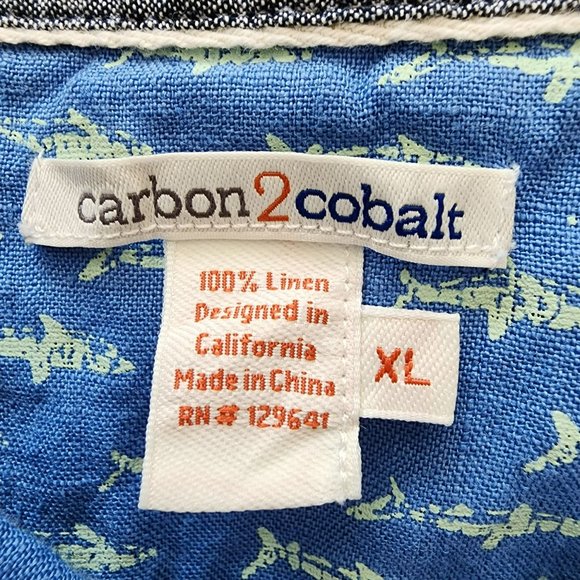 carbon2cobalt
100% Linen
Designed in
California
Made in China
RN# 129641
XL